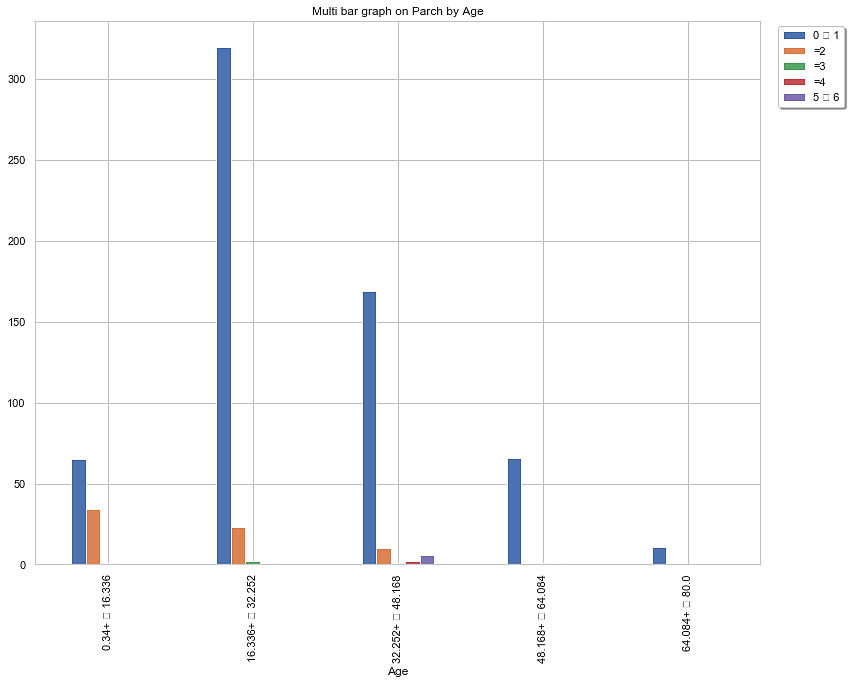 Multi bar graph on Parch by Age
0 □ 1
=2
=3
=4
5 □ 6
300
250
200
150
100
50
0
0.34+ □ 16.336
16.336+ □ 32.252
32.252+ □ 48.168
48.168+ □ 64.084
64.084+ □ 80.0
Age